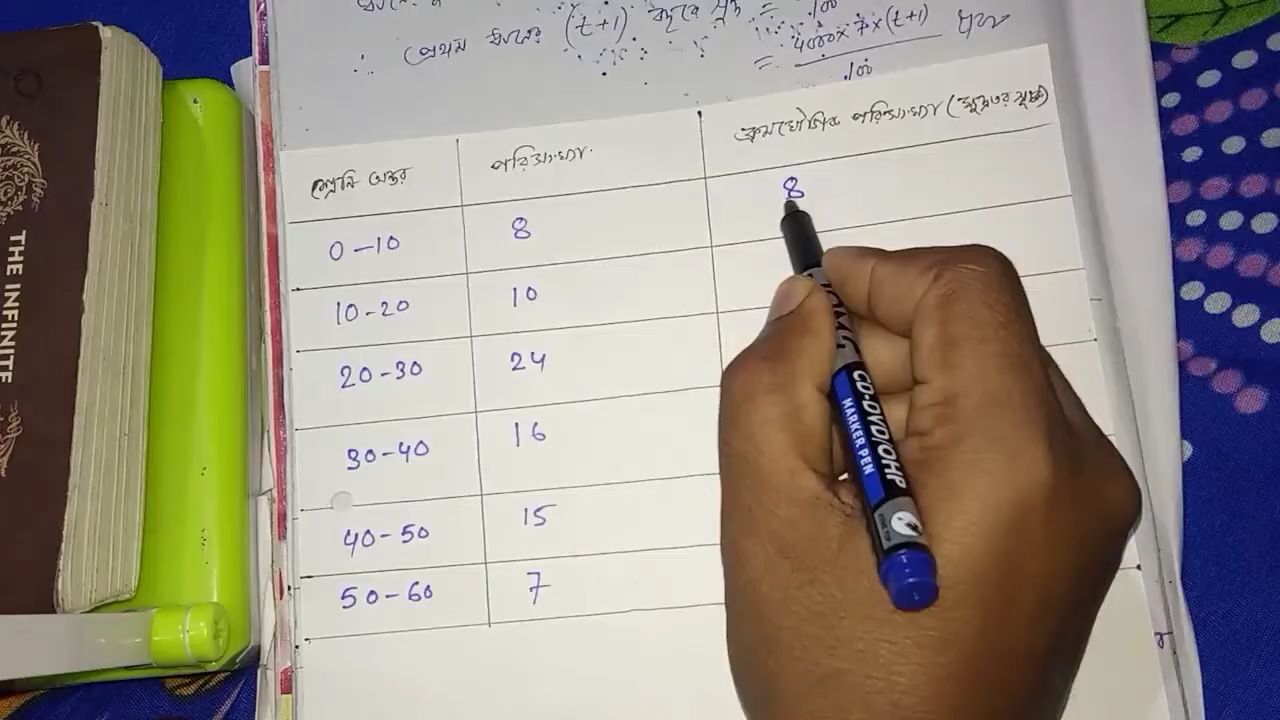 ∴ প্রথম ধানের (t+1) বছরে সুদ = 100
= 4000×7×(t+1) / 100
শ্রেনি অন্তর পরিসংখ্যা ক্রমযৌগিক পরিসংখ্যা (ক্ষুদ্রতর সূচক)
0-10 8 8
10-20 10
20-30 24
30-40 16
40-50 15
50-60 7
THE INFINITE
CD-DVD/OHP
MARKER PEN